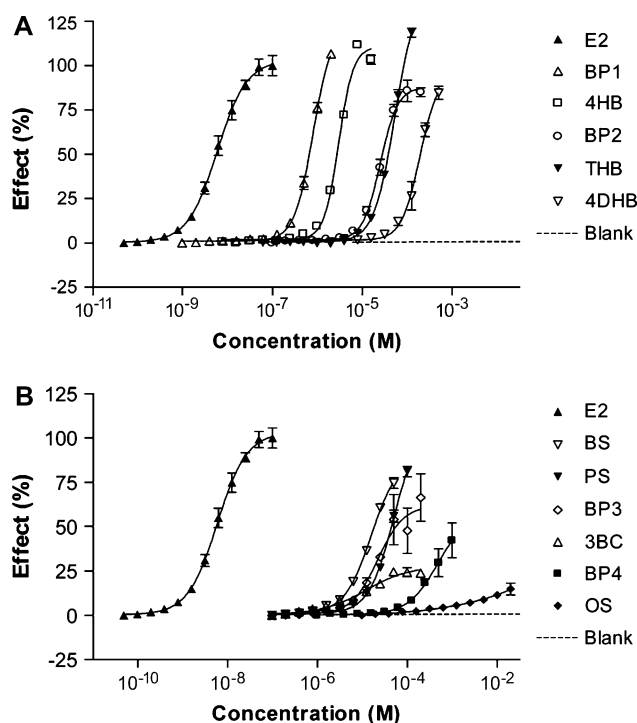 A
Effect (%)
125
100
75
50
25
0
-25
10⁻¹¹ 10⁻⁹ 10⁻⁷ 10⁻⁵ 10⁻³
Concentration (M)
E2
BP1
4HB
BP2
THB
4DHB
Blank
B
Effect (%)
125
100
75
50
25
0
-25
10⁻¹⁰ 10⁻⁸ 10⁻⁶ 10⁻⁴ 10⁻²
Concentration (M)
E2
BS
PS
BP3
3BC
BP4
OS
Blank